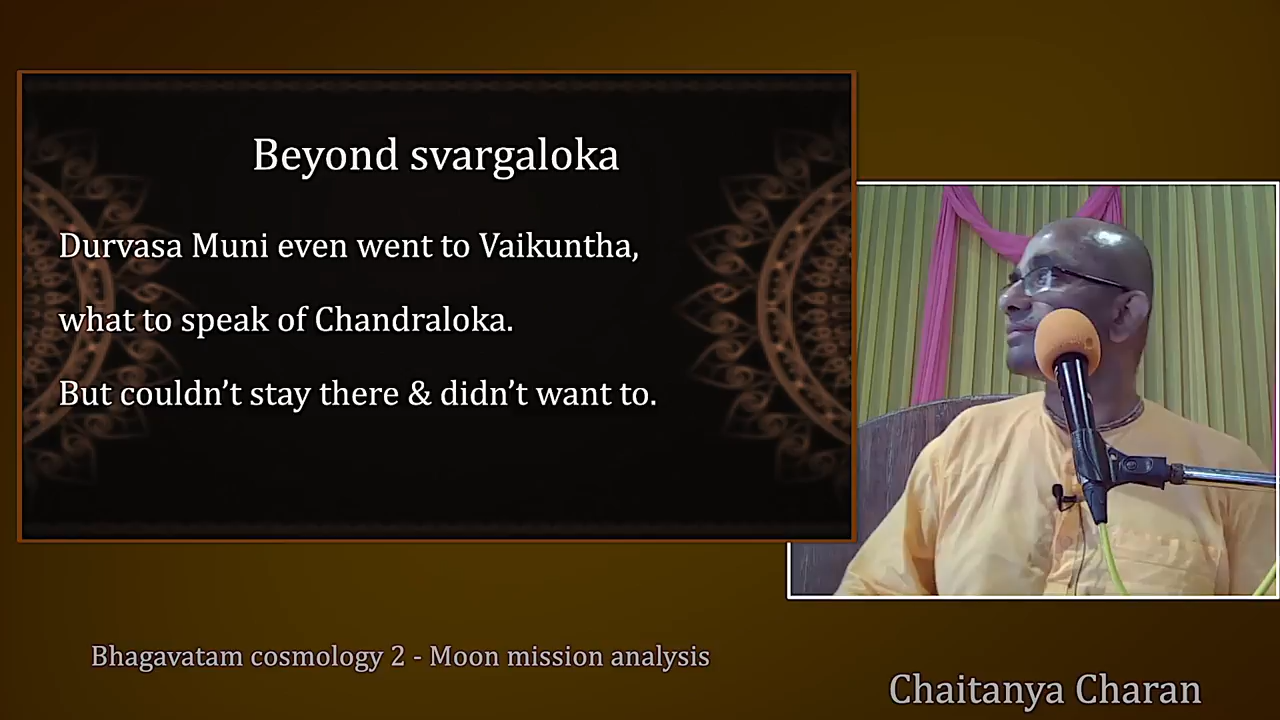 Beyond svargaloka
Durvasa Muni even went to Vaikuntha,
what to speak of Chandraloka.
But couldn’t stay there & didn’t want to.
Bhagavatam cosmology 2 - Moon mission analysis
Chaitanya Charan